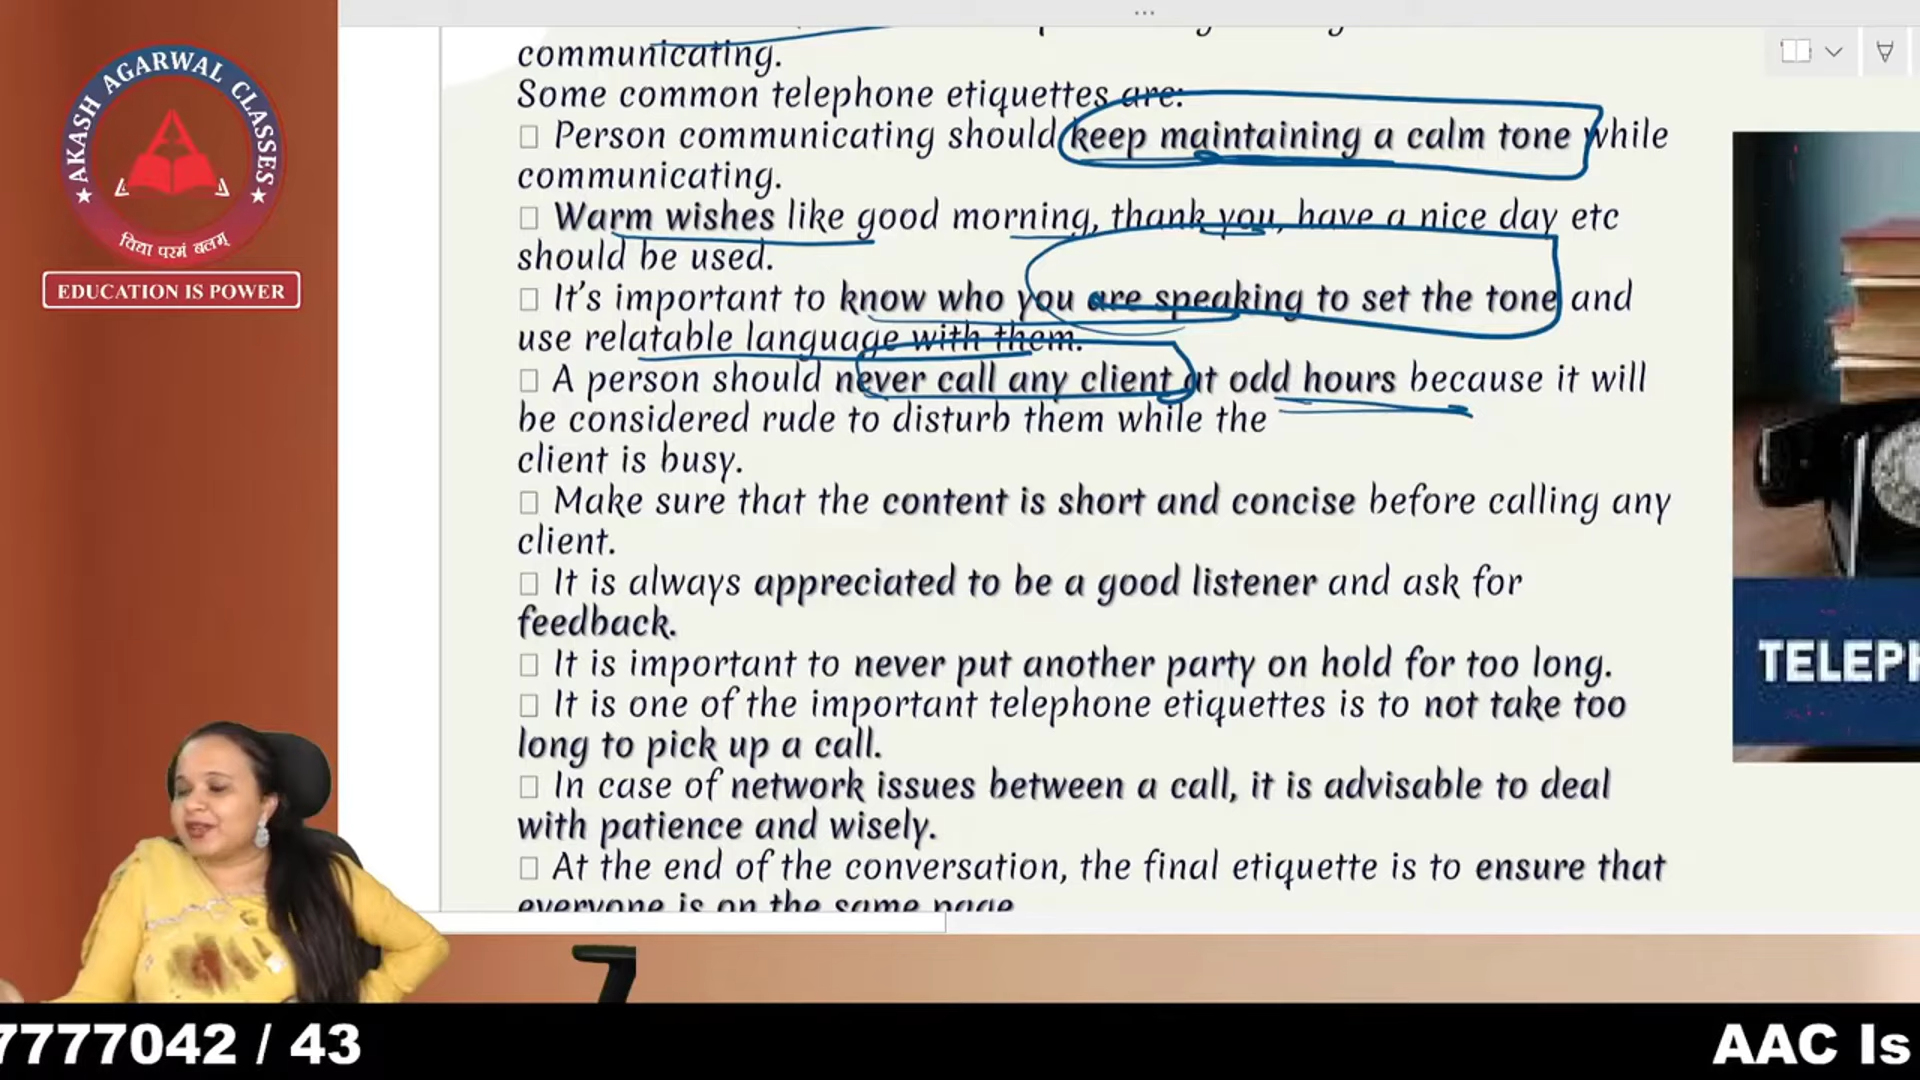 communicating.
Some common telephone etiquettes are:
Person communicating should keep maintaining a calm tone while
communicating.
Warm wishes like good morning, thank you, have a nice day etc
should be used.
It's important to know who you are speaking to set the tone and
use relatable language with them.
A person should never call any client at odd hours because it will
be considered rude to disturb them while the
client is busy.
Make sure that the content is short and concise before calling any
client.
It is always appreciated to be a good listener and ask for
feedback.
It is important to never put another party on hold for too long.
It is one of the important telephone etiquettes is to not take too
long to pick up a call.
In case of network issues between a call, it is advisable to deal
with patience and wisely.
At the end of the conversation, the final etiquette is to ensure that
everyone is on the same page
AKASH AGARWAL CLASSES
विद्या परमं बलम्
EDUCATION IS POWER
TELEPH
7777042 / 43
AAC Is